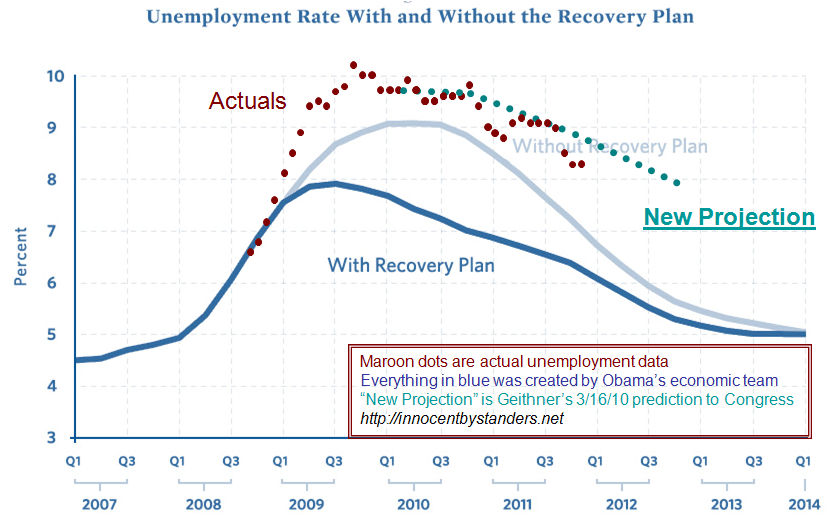 Unemployment Rate With and Without the Recovery Plan
10
9
8
7
6
5
4
3
Percent
Actuals
Without Recovery Plan
New Projection
With Recovery Plan
Maroon dots are actual unemployment data
Everything in blue was created by Obama's economic team
“New Projection” is Geithner's 3/16/10 prediction to Congress
http://innocentbystanders.net
Q1 Q3 Q1 Q3 Q1 Q3 Q1 Q3 Q1 Q3 Q1 Q3 Q1 Q3 Q1
2007 2008 2009 2010 2011 2012 2013 2014